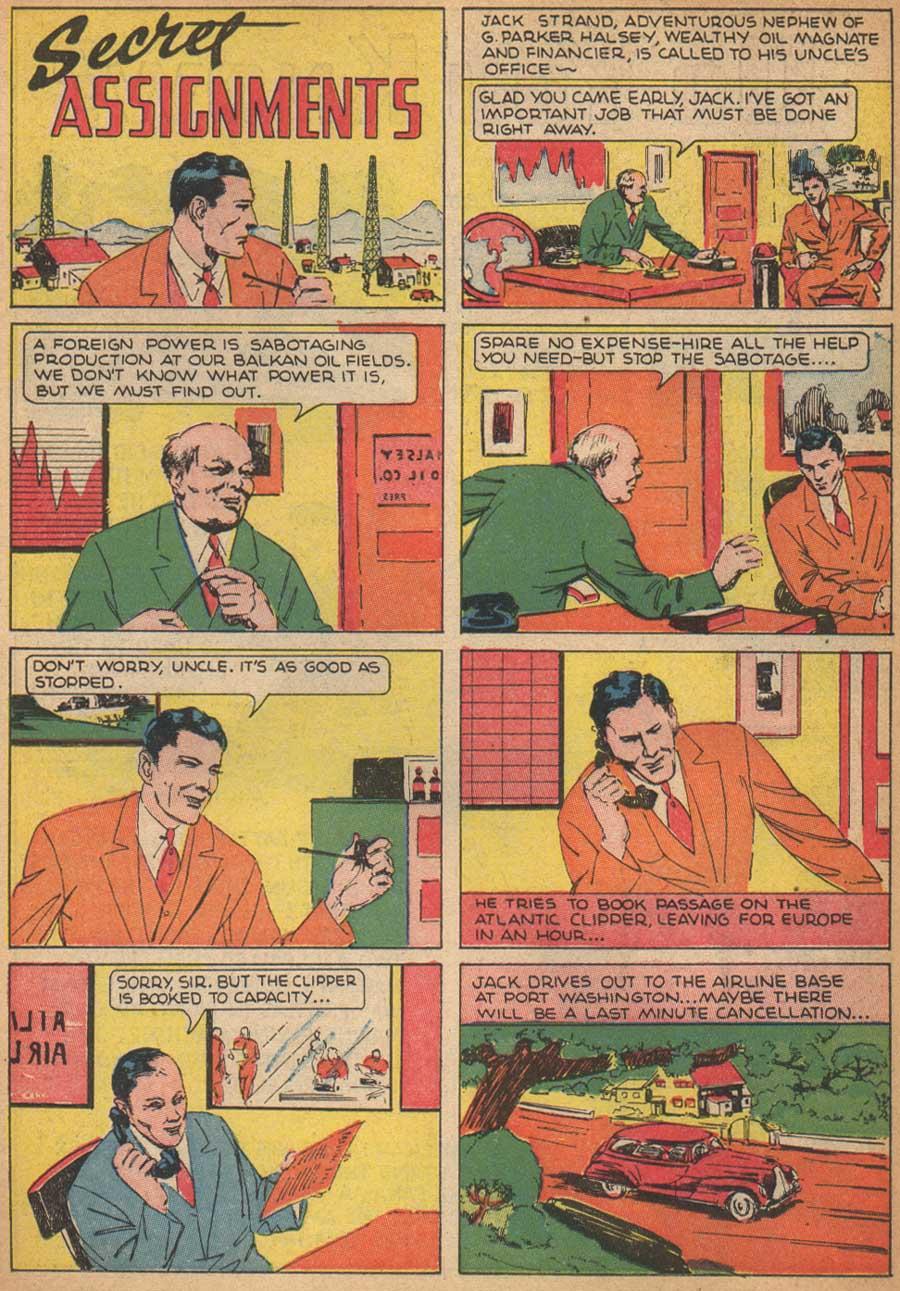 Secret
ASSIGNMENTS
JACK STRAND, ADVENTUROUS NEPHEW OF
G. PARKER HALSEY, WEALTHY OIL MAGNATE
AND FINANCIER, IS CALLED TO HIS UNCLE'S
OFFICE~
GLAD YOU CAME EARLY, JACK. I'VE GOT AN
IMPORTANT JOB THAT MUST BE DONE
RIGHT AWAY.
A FOREIGN POWER IS SABOTAGING
PRODUCTION AT OUR BALKAN OIL FIELDS.
WE DON'T KNOW WHAT POWER IT IS,
BUT WE MUST FIND OUT.
HALSEY
OIL CO.
PRES
SPARE NO EXPENSE-HIRE ALL THE HELP
YOU NEED-BUT STOP THE SABOTAGE....
DON'T WORRY, UNCLE. IT'S AS GOOD AS
STOPPED.
HE TRIES TO BOOK PASSAGE ON THE
ATLANTIC CLIPPER, LEAVING FOR EUROPE
IN AN HOUR...
SORRY, SIR. BUT THE CLIPPER
IS BOOKED TO CAPACITY...
JACK DRIVES OUT TO THE AIRLINE BASE
AT PORT WASHINGTON...MAYBE THERE
WILL BE A LAST MINUTE CANCELLATION...